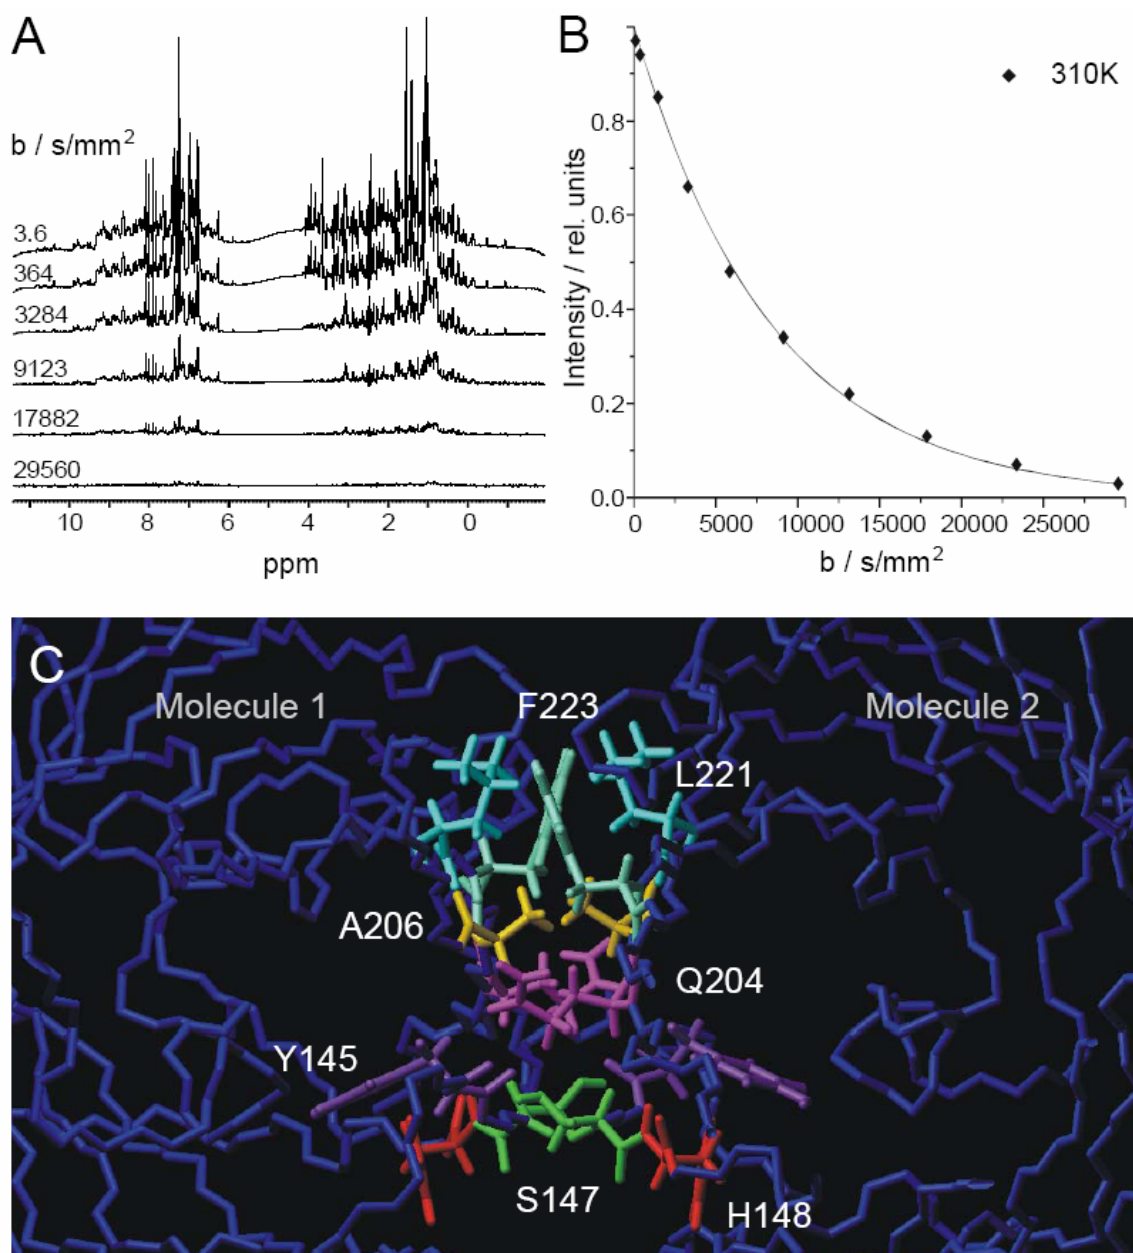 A
b / s/mm²
3.6
364
3284
9123
17882
29560
10 8 6 4 2 0
ppm
B
310K
Intensity / rel. units
0.8
0.6
0.4
0.2
0.0
0 5000 10000 15000 20000 25000
b / s/mm²
C
Molecule 1
F223
Molecule 2
L221
A206
Q204
Y145
S147
H148